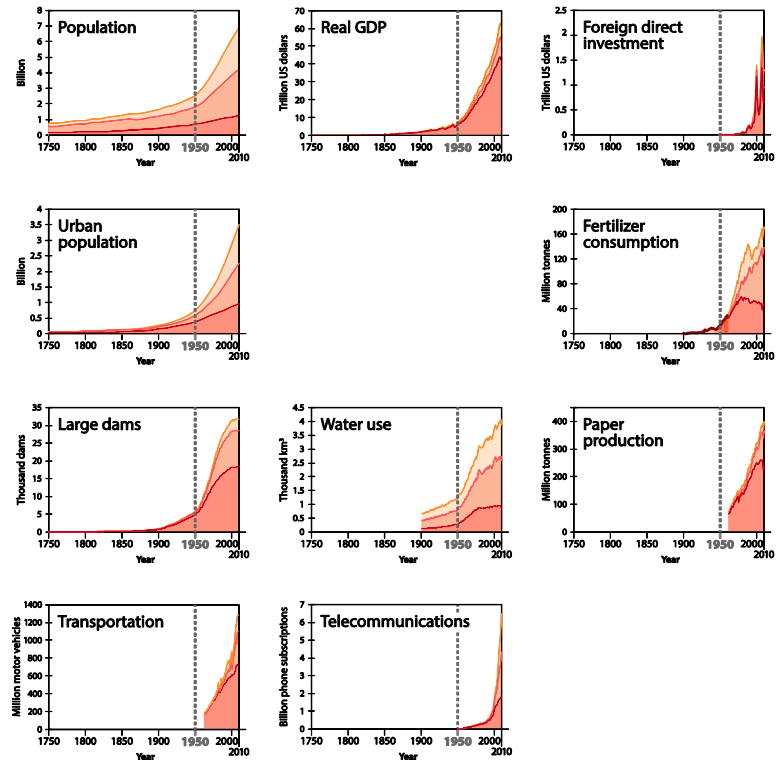 Population
Billion
8
7
6
5
4
3
2
1
0
1750 1800 1850 1900 1950 2000
2010
Year
Real GDP
Trillion US dollars
70
60
50
40
30
20
10
0
1750 1800 1850 1900 1950 2000
2010
Year
Foreign direct
investment
Trillion US dollars
2.5
2
1.5
1
0.5
0
1750 1800 1850 1900 1950 2000
2010
Year
Urban
population
Billion
4
3.5
3
2.5
2
1.5
1
0.5
0
1750 1800 1850 1900 1950 2000
2010
Year
Fertilizer
consumption
Million tonnes
200
160
120
80
40
0
1750 1800 1850 1900 1950 2000
2010
Year
Large dams
Thousand dams
35
30
25
20
15
10
5
0
1750 1800 1850 1900 1950 2000
2010
Year
Water use
Thousand km³
4.5
4
3.5
3
2.5
2
1.5
1
0.5
0
1750 1800 1850 1900 1950 2000
2010
Year
Paper
production
Million tonnes
400
300
200
100
0
1750 1800 1850 1900 1950 2000
2010
Year
Transportation
Million motor vehicles
1400
1200
1000
800
600
400
200
0
1750 1800 1850 1900 1950 2000
2010
Year
Telecommunications
Billion phone subscriptions
7
6
5
4
3
2
1
0
1750 1800 1850 1900 1950 2000
2010
Year